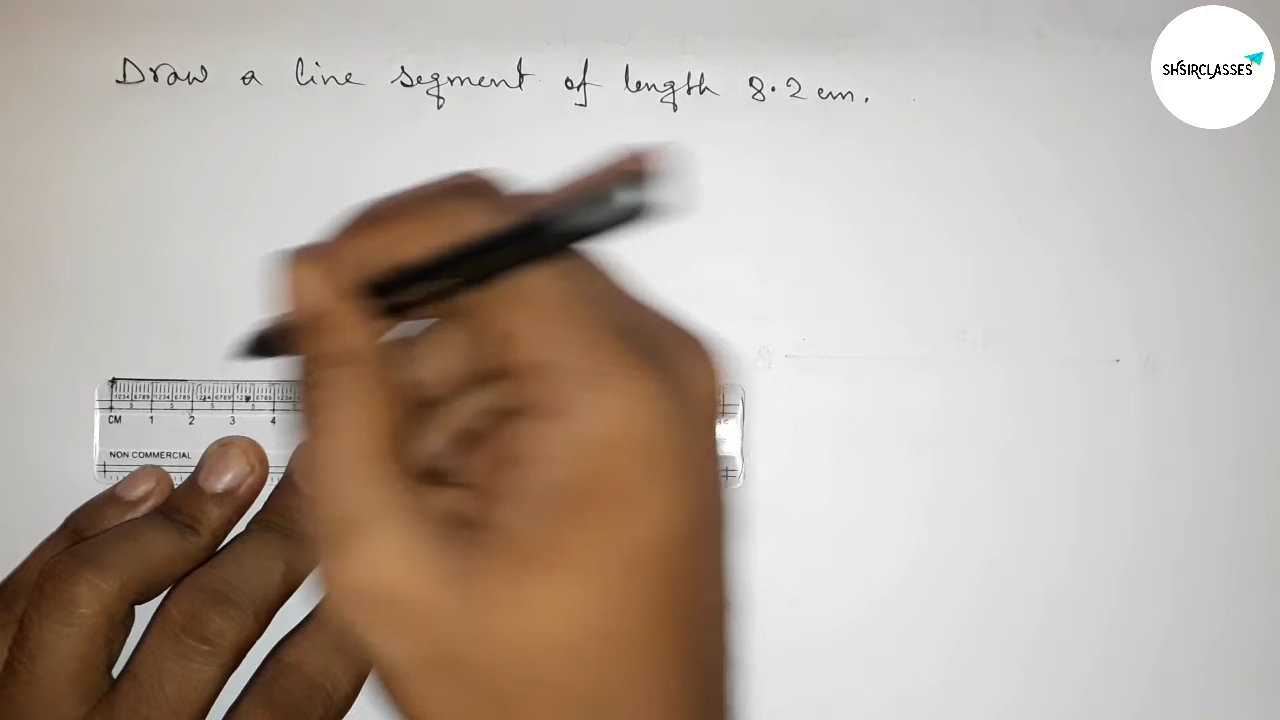 Draw a line segment of length 8.2 cm.
SHSIRCLASSES
CM 1 2 3 4
NON COMMERCIAL